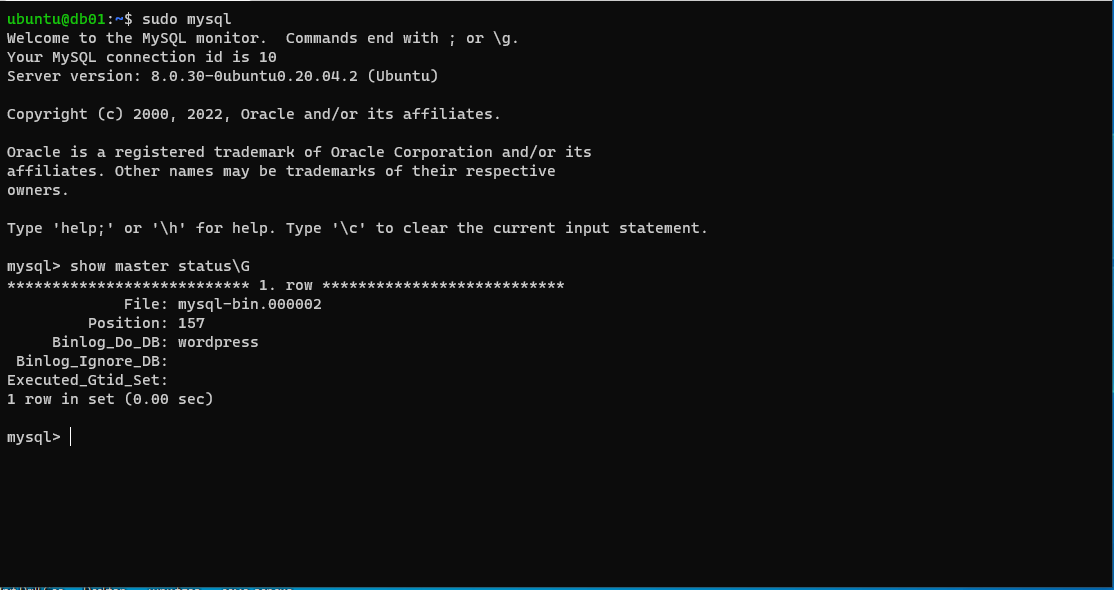 ubuntu@db01:~$ sudo mysql
Welcome to the MySQL monitor.  Commands end with ; or \g.
Your MySQL connection id is 10
Server version: 8.0.30-0ubuntu0.20.04.2 (Ubuntu)
Copyright (c) 2000, 2022, Oracle and/or its affiliates.
Oracle is a registered trademark of Oracle Corporation and/or its
affiliates. Other names may be trademarks of their respective
owners.
Type 'help;' or '\h' for help. Type '\c' to clear the current input statement.
mysql> show master status\G
*************************** 1. row ***************************
             File: mysql-bin.000002
         Position: 157
     Binlog_Do_DB: wordpress
 Binlog_Ignore_DB:
Executed_Gtid_Set:
1 row in set (0.00 sec)
mysql>